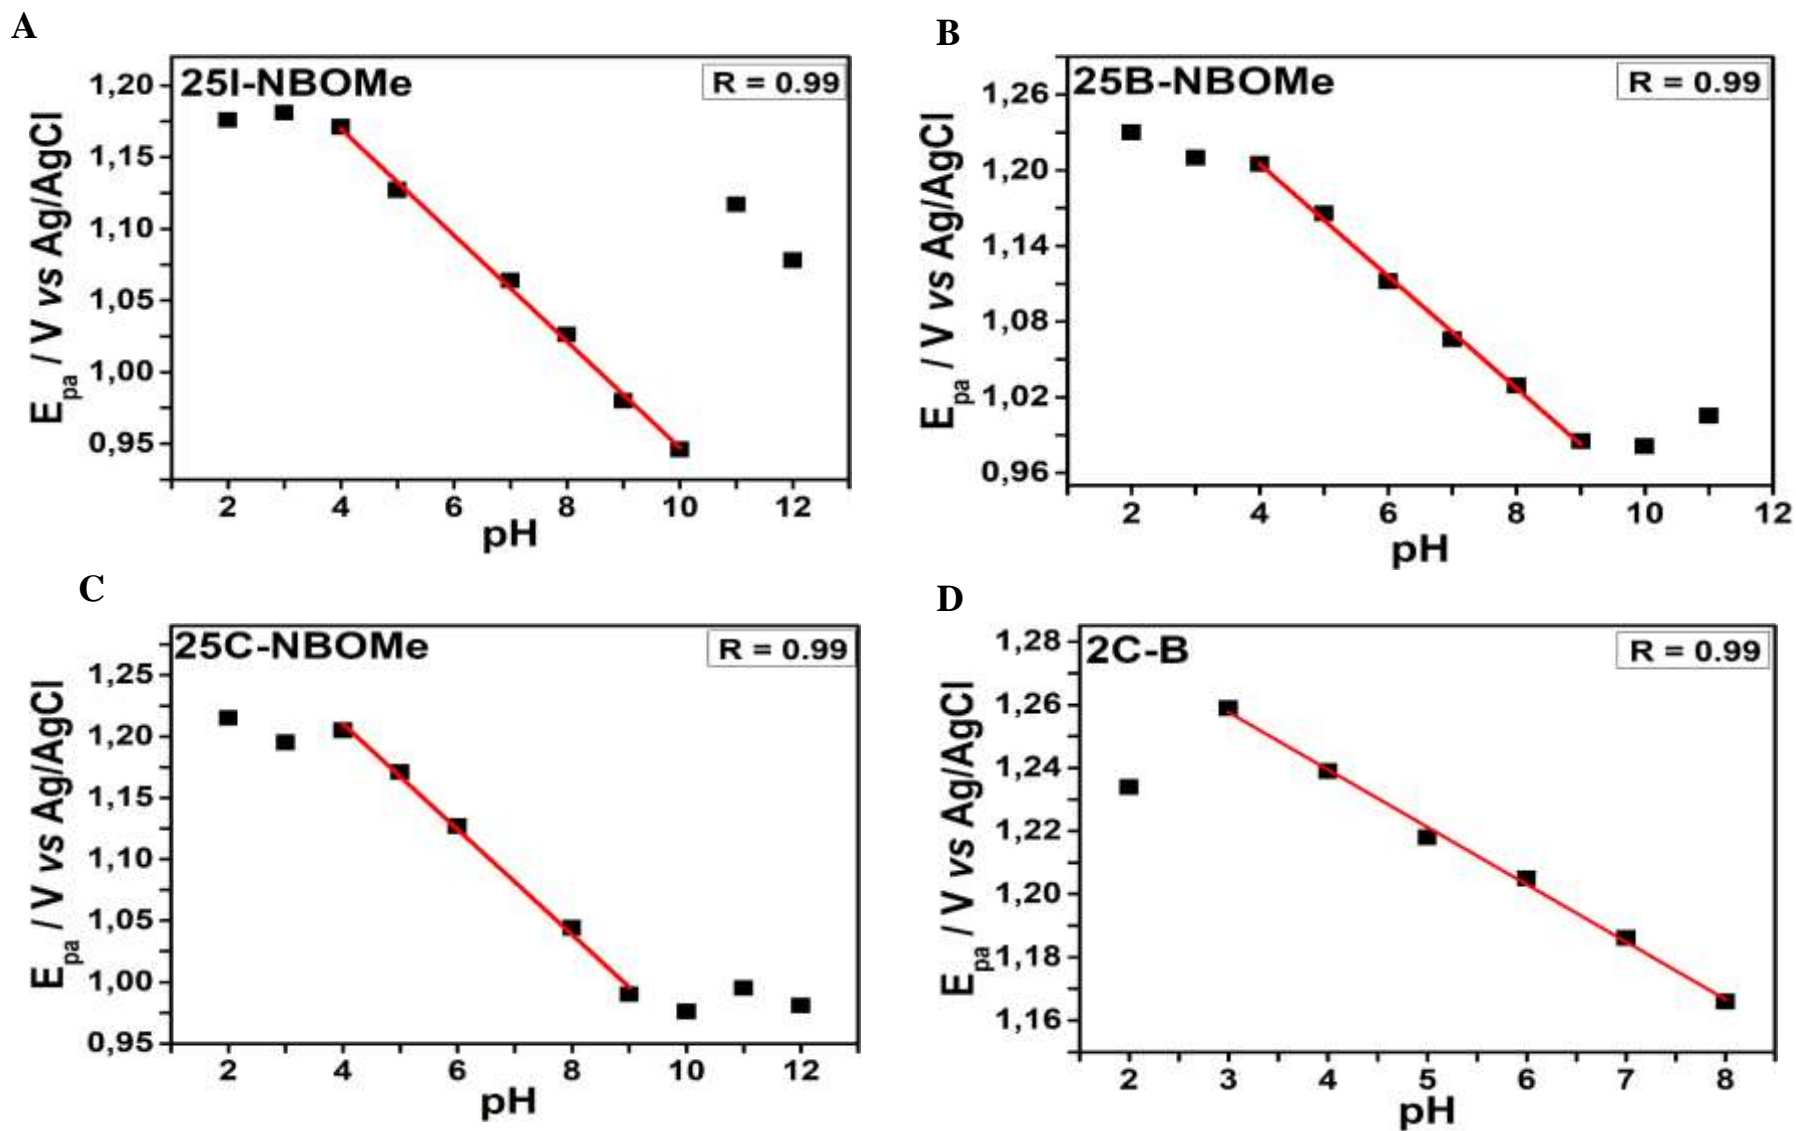 A
25I-NBOMe
R = 0.99
1,20
1,15
1,10
1,05
1,00
0,95
E_pa / V vs Ag/AgCl
2 4 6 8 10 12
pH
B
25B-NBOMe
R = 0.99
1,26
1,20
1,14
1,08
1,02
0,96
E_pa / V vs Ag/AgCl
2 4 6 8 10 12
pH
C
25C-NBOMe
R = 0.99
1,25
1,20
1,15
1,10
1,05
1,00
0,95
E_pa / V vs Ag/AgCl
2 4 6 8 10 12
pH
D
2C-B
R = 0.99
1,28
1,26
1,24
1,22
1,20
1,18
1,16
E_pa / V vs Ag/AgCl
2 3 4 5 6 7 8
pH